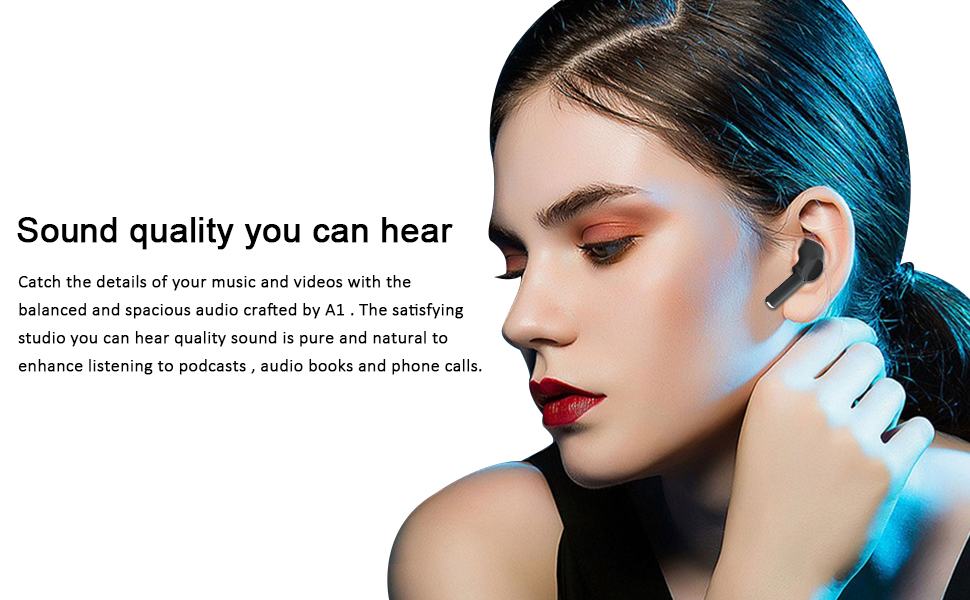 Sound quality you can hear
Catch the details of your music and videos with the
balanced and spacious audio crafted by A1 . The satisfying
studio you can hear quality sound is pure and natural to
enhance listening to podcasts , audio books and phone calls.